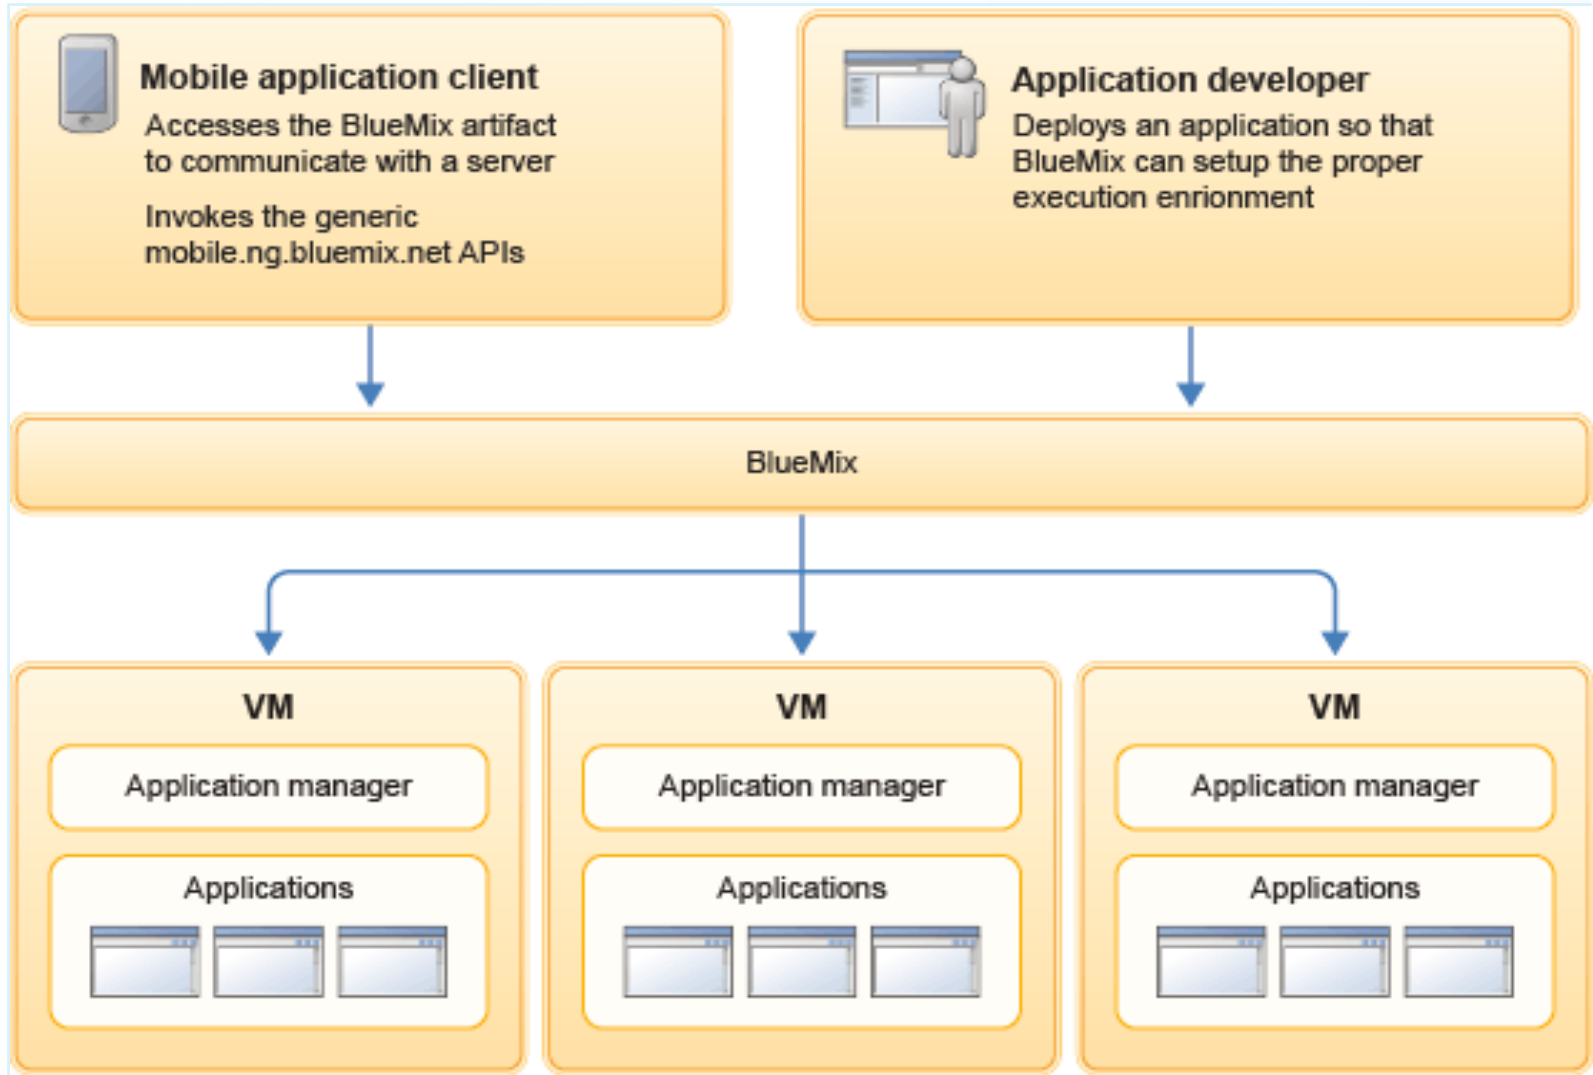 Mobile application client
Accesses the BlueMix artifact
to communicate with a server
Invokes the generic
mobile.ng.bluemix.net APIs
Application developer
Deploys an application so that
BlueMix can setup the proper
execution enrionment
BlueMix
VM
Application manager
Applications
VM
Application manager
Applications
VM
Application manager
Applications